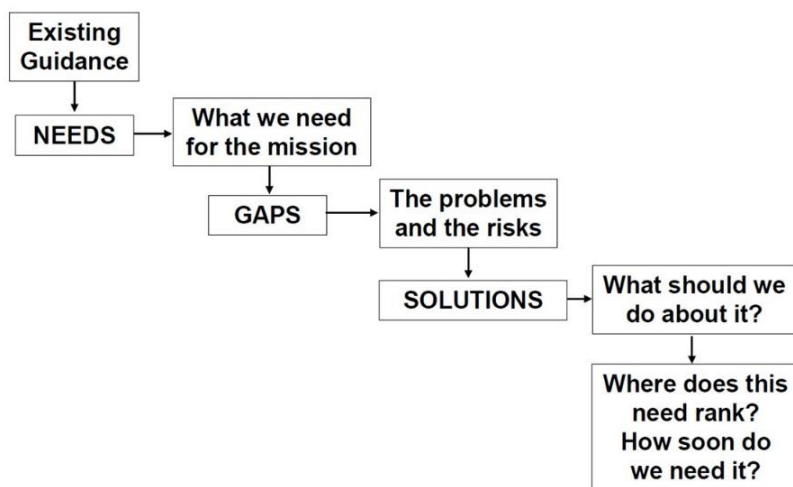 Existing
Guidance
NEEDS
What we need
for the mission
GAPS
The problems
and the risks
SOLUTIONS
What should we
do about it?
Where does this
need rank?
How soon do
we need it?